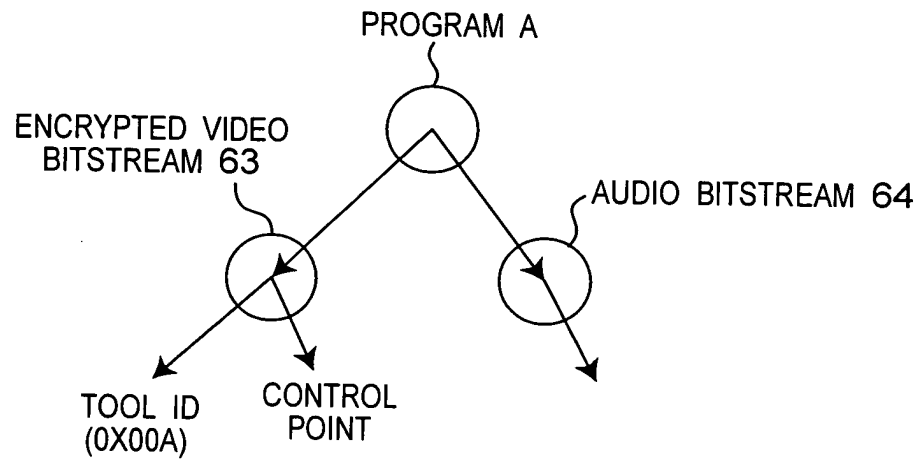 PROGRAM A
ENCRYPTED VIDEO
BITSTREAM 63
AUDIO BITSTREAM 64
TOOL ID
(0X00A)
CONTROL
POINT